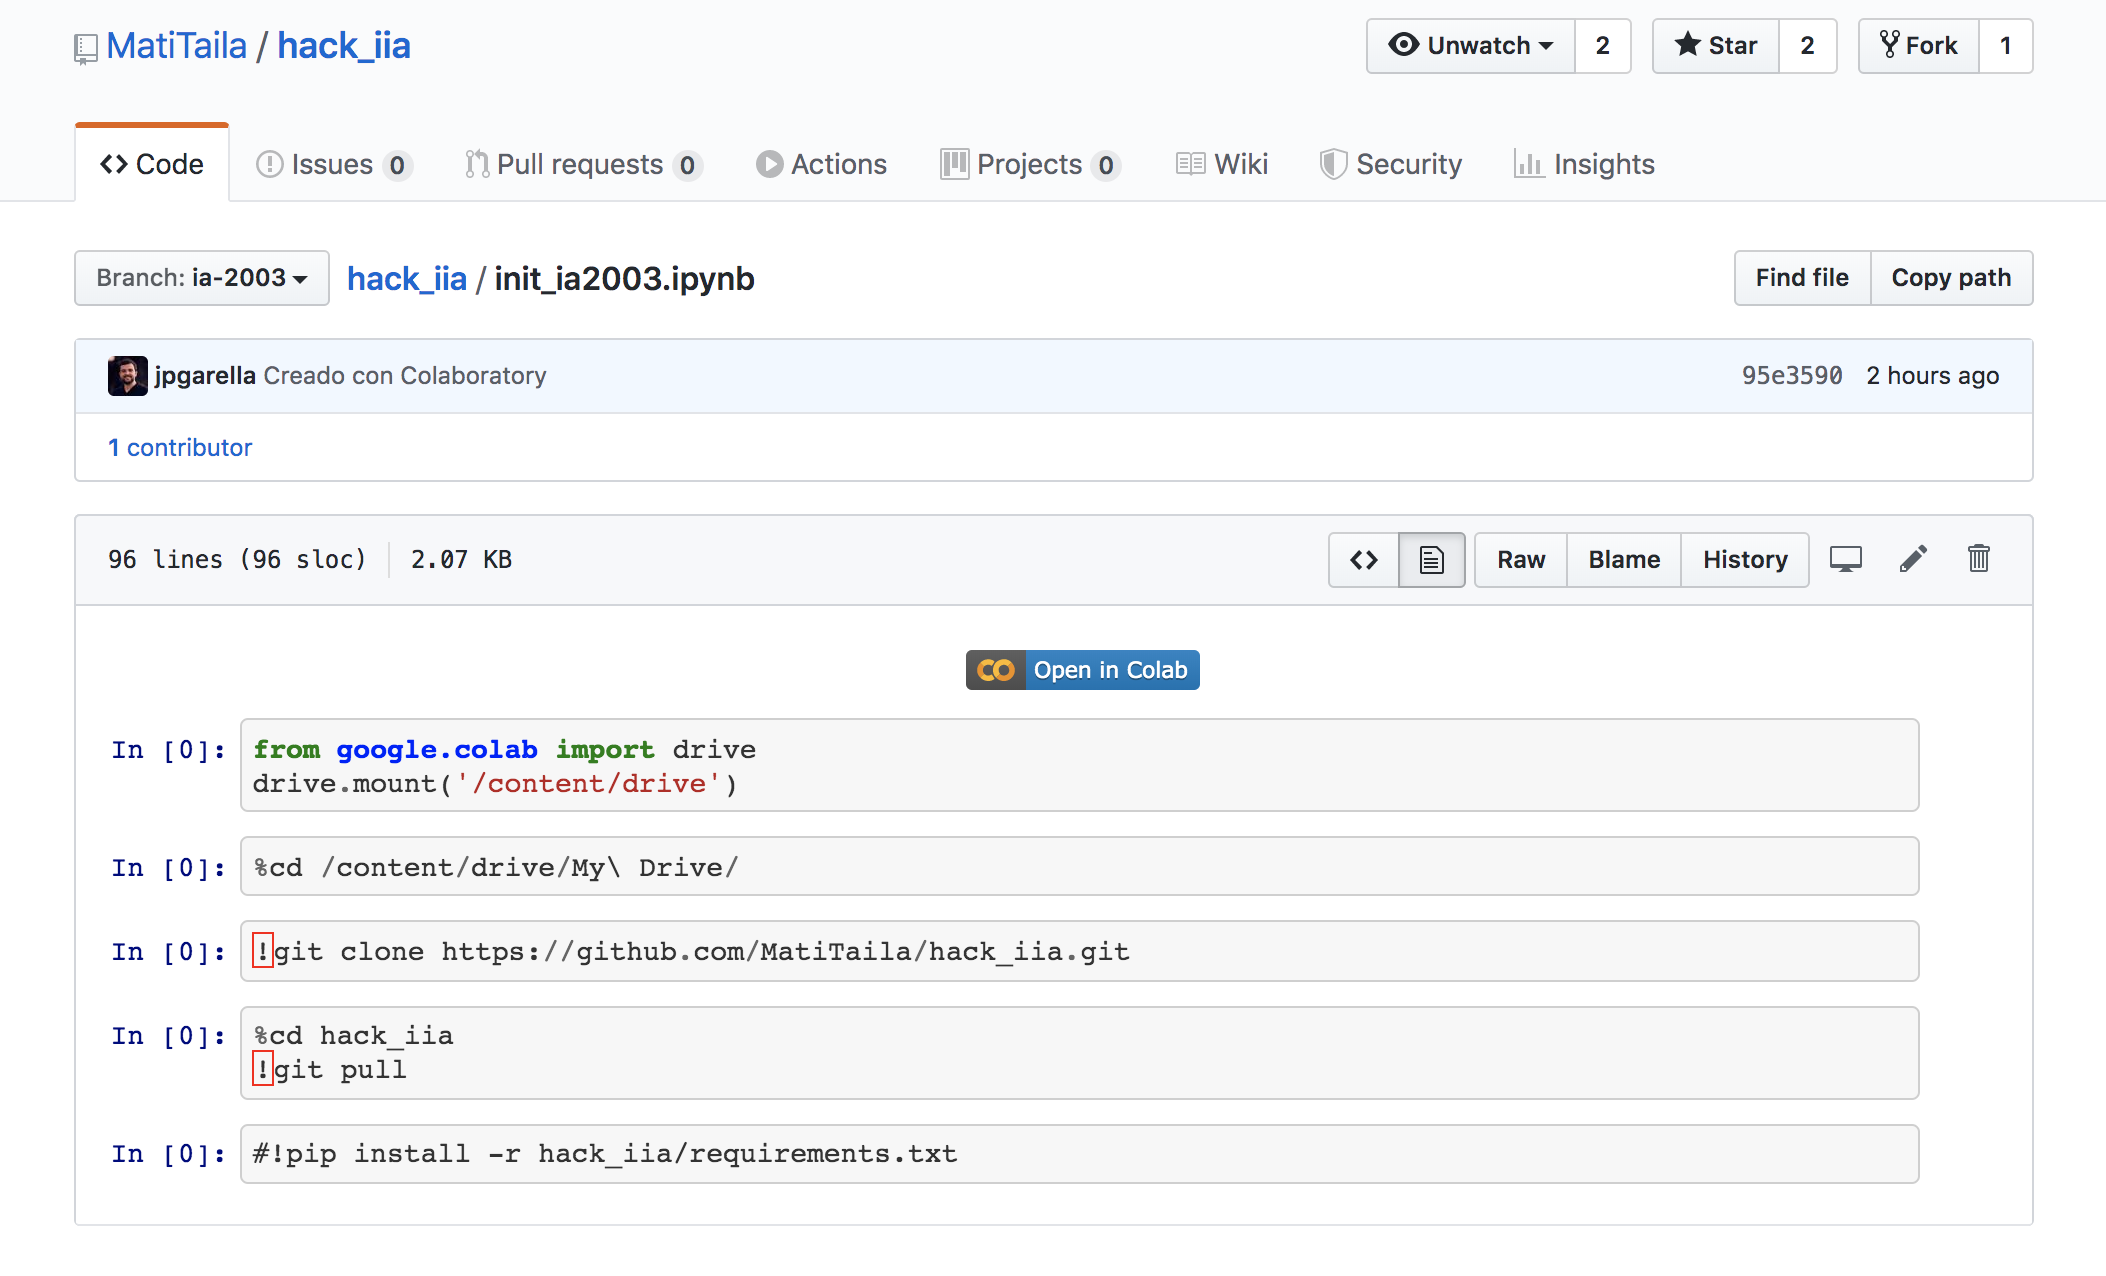 MatiTaila / hack_iia
Unwatch 2 Star 2 Fork 1
Code Issues 0 Pull requests 0 Actions Projects 0 Wiki Security Insights
Branch: ia-2003 hack_iia / init_ia2003.ipynb Find file Copy path
jpgarella Creado con Colaboratory 95e3590 2 hours ago
1 contributor
96 lines (96 sloc) 2.07 KB Raw Blame History
Open in Colab
In [0]: from google.colab import drive
drive.mount('/content/drive')
In [0]: %cd /content/drive/My\ Drive/
In [0]: !git clone https://github.com/MatiTaila/hack_iia.git
In [0]: %cd hack_iia
!git pull
In [0]: #!pip install -r hack_iia/requirements.txt